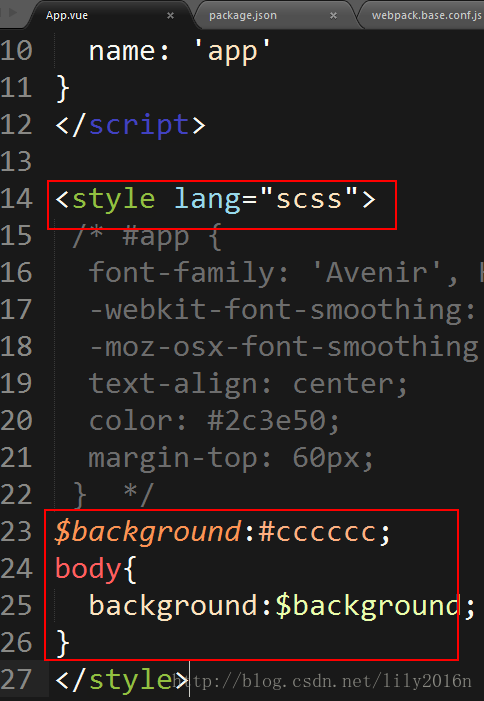 App.vue × package.json × webpack.base.conf.js
10 name: 'app'
11 }
12 </script>
13
14 <style lang="scss">
15 /* #app {
16 font-family: 'Avenir',
17 -webkit-font-smoothing:
18 -moz-osx-font-smoothing
19 text-align: center;
20 color: #2c3e50;
21 margin-top: 60px;
22 } */
23 $background:#cccccc;
24 body{
25 background:$background;
26 }
27 </style>
http://blog.csdn.net/lily2016n